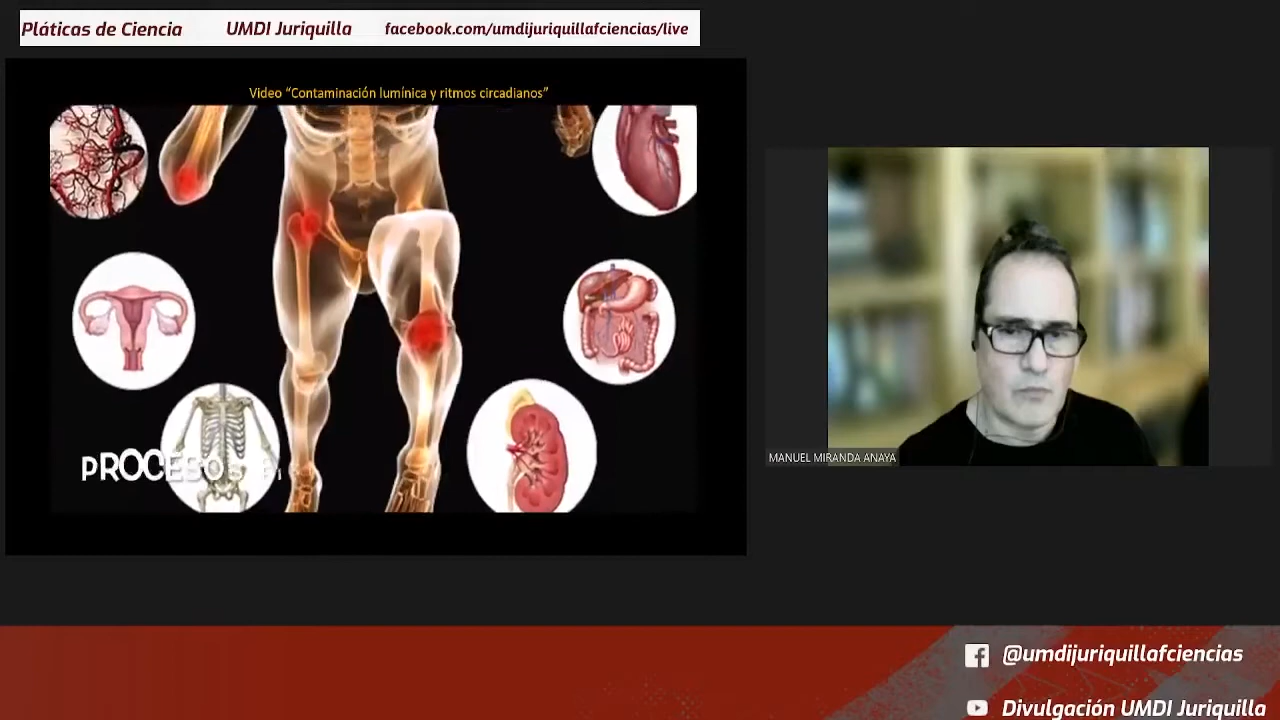 Pláticas de Ciencia UMDI Juriquilla facebook.com/umdijuriquillafciencias/live
Video “Contaminación lumínica y ritmos circadianos”
PROCESOS
MANUEL MIRANDA ANAYA
@umdijuriquillafciencias
Divulgación UMDI Juriquilla